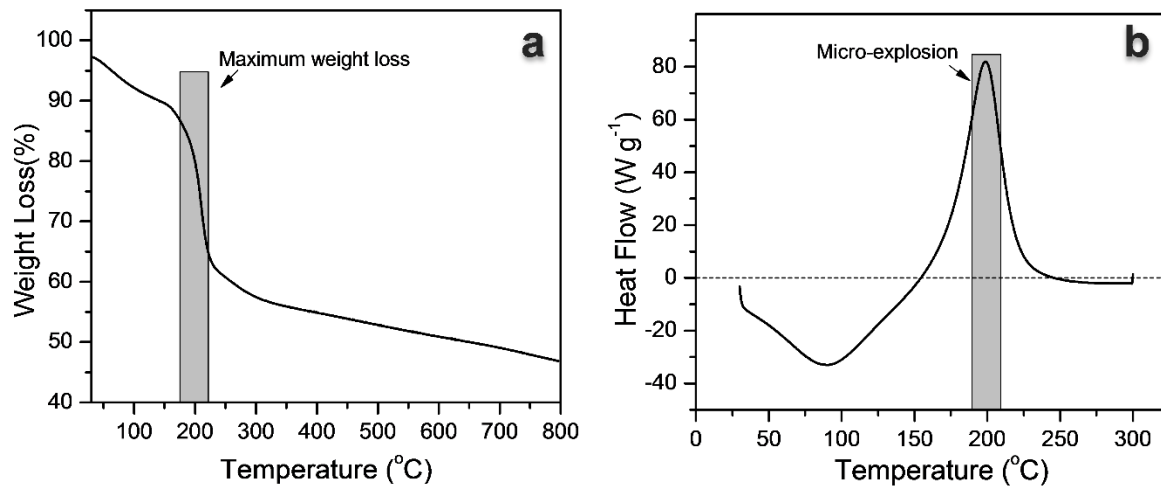 a
Maximum weight loss
100
90
80
70
60
50
40
Weight Loss(%)
100 200 300 400 500 600 700 800
Temperature (°C)
b
Micro-explosion
80
60
40
20
0
-20
-40
Heat Flow (W g⁻¹)
0 50 100 150 200 250 300
Temperature (°C)